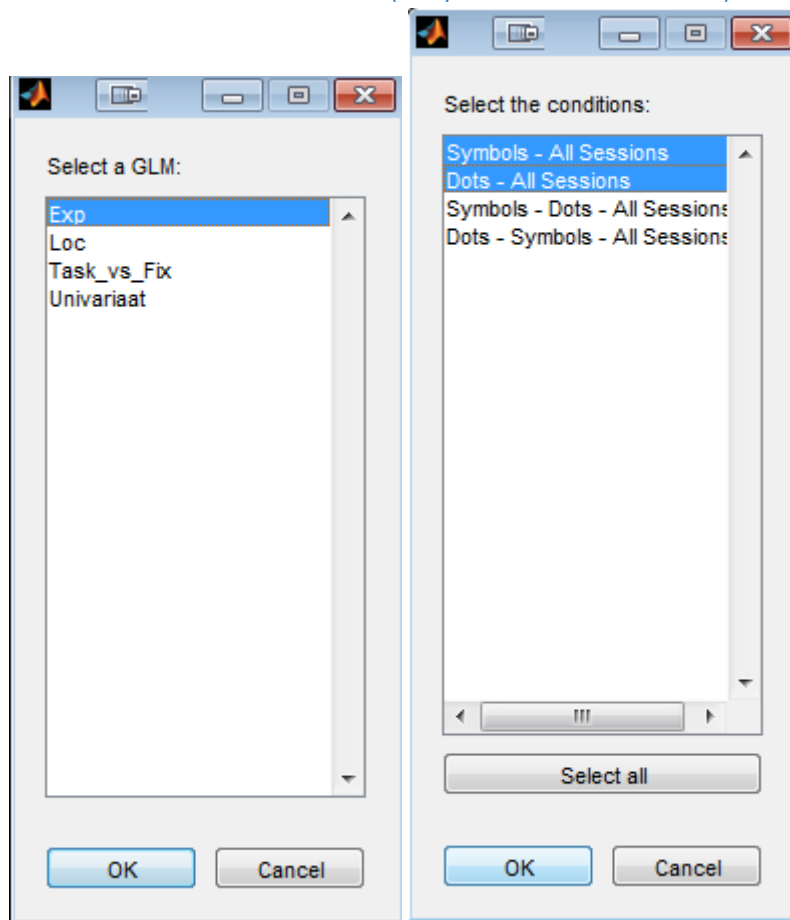 Select a GLM:
Exp
Loc
Task_vs_Fix
Univariaat
OK
Cancel
Select the conditions:
Symbols - All Sessions
Dots - All Sessions
Symbols - Dots - All Sessions
Dots - Symbols - All Sessions
Select all
OK
Cancel